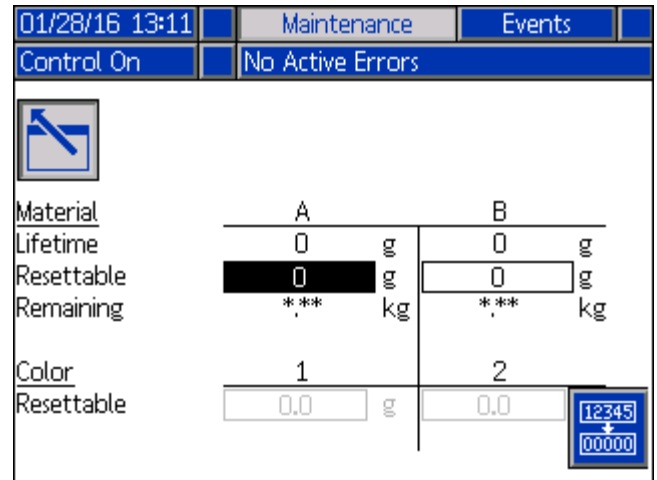 01/28/16 13:11 Maintenance Events
Control On No Active Errors
Material A B
Lifetime 0 g 0 g
Resettable 0 g 0 g
Remaining *.** kg *.** kg
Color 1 2
Resettable 0.0 g 0.0
12345
00000